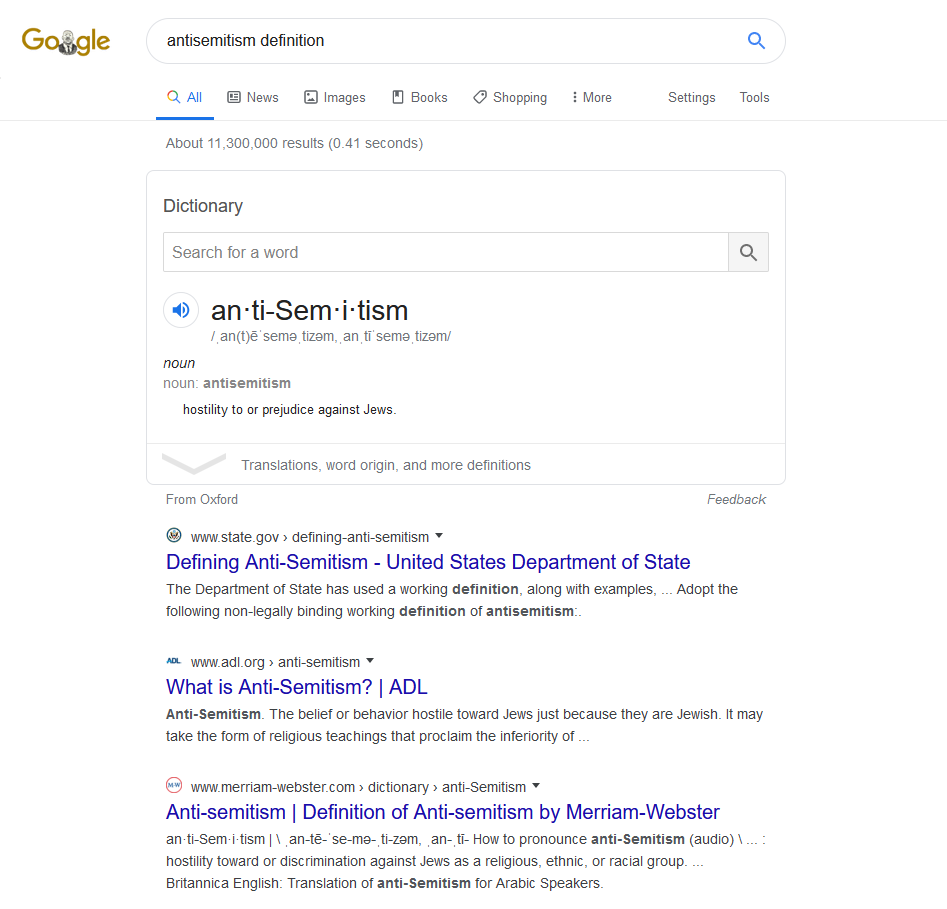 Google
antisemitism definition
All News Images Books Shopping More Settings Tools
About 11,300,000 results (0.41 seconds)
Dictionary
Search for a word
an·ti-Sem·i·tism
/ˌan(t)ēˈseməˌtizəm,ˌanˌtīˈseməˌtizəm/
noun
noun: antisemitism
hostility to or prejudice against Jews.
Translations, word origin, and more definitions
From Oxford Feedback
www.state.gov › defining-anti-semitism
Defining Anti-Semitism - United States Department of State
The Department of State has used a working definition, along with examples, ... Adopt the
following non-legally binding working definition of antisemitism:.
ADL www.adl.org › anti-semitism
What is Anti-Semitism? | ADL
Anti-Semitism. The belief or behavior hostile toward Jews just because they are Jewish. It may
take the form of religious teachings that proclaim the inferiority of ...
M-W www.merriam-webster.com › dictionary › anti-Semitism
Anti-semitism | Definition of Anti-semitism by Merriam-Webster
an·ti-Sem·i·tism | \ ˌan-tē-ˈse-mə-ˌti-zəm, ˌan-ˌtī- How to pronounce anti-Semitism (audio) \ ... :
hostility toward or discrimination against Jews as a religious, ethnic, or racial group. ...
Britannica English: Translation of anti-Semitism for Arabic Speakers.